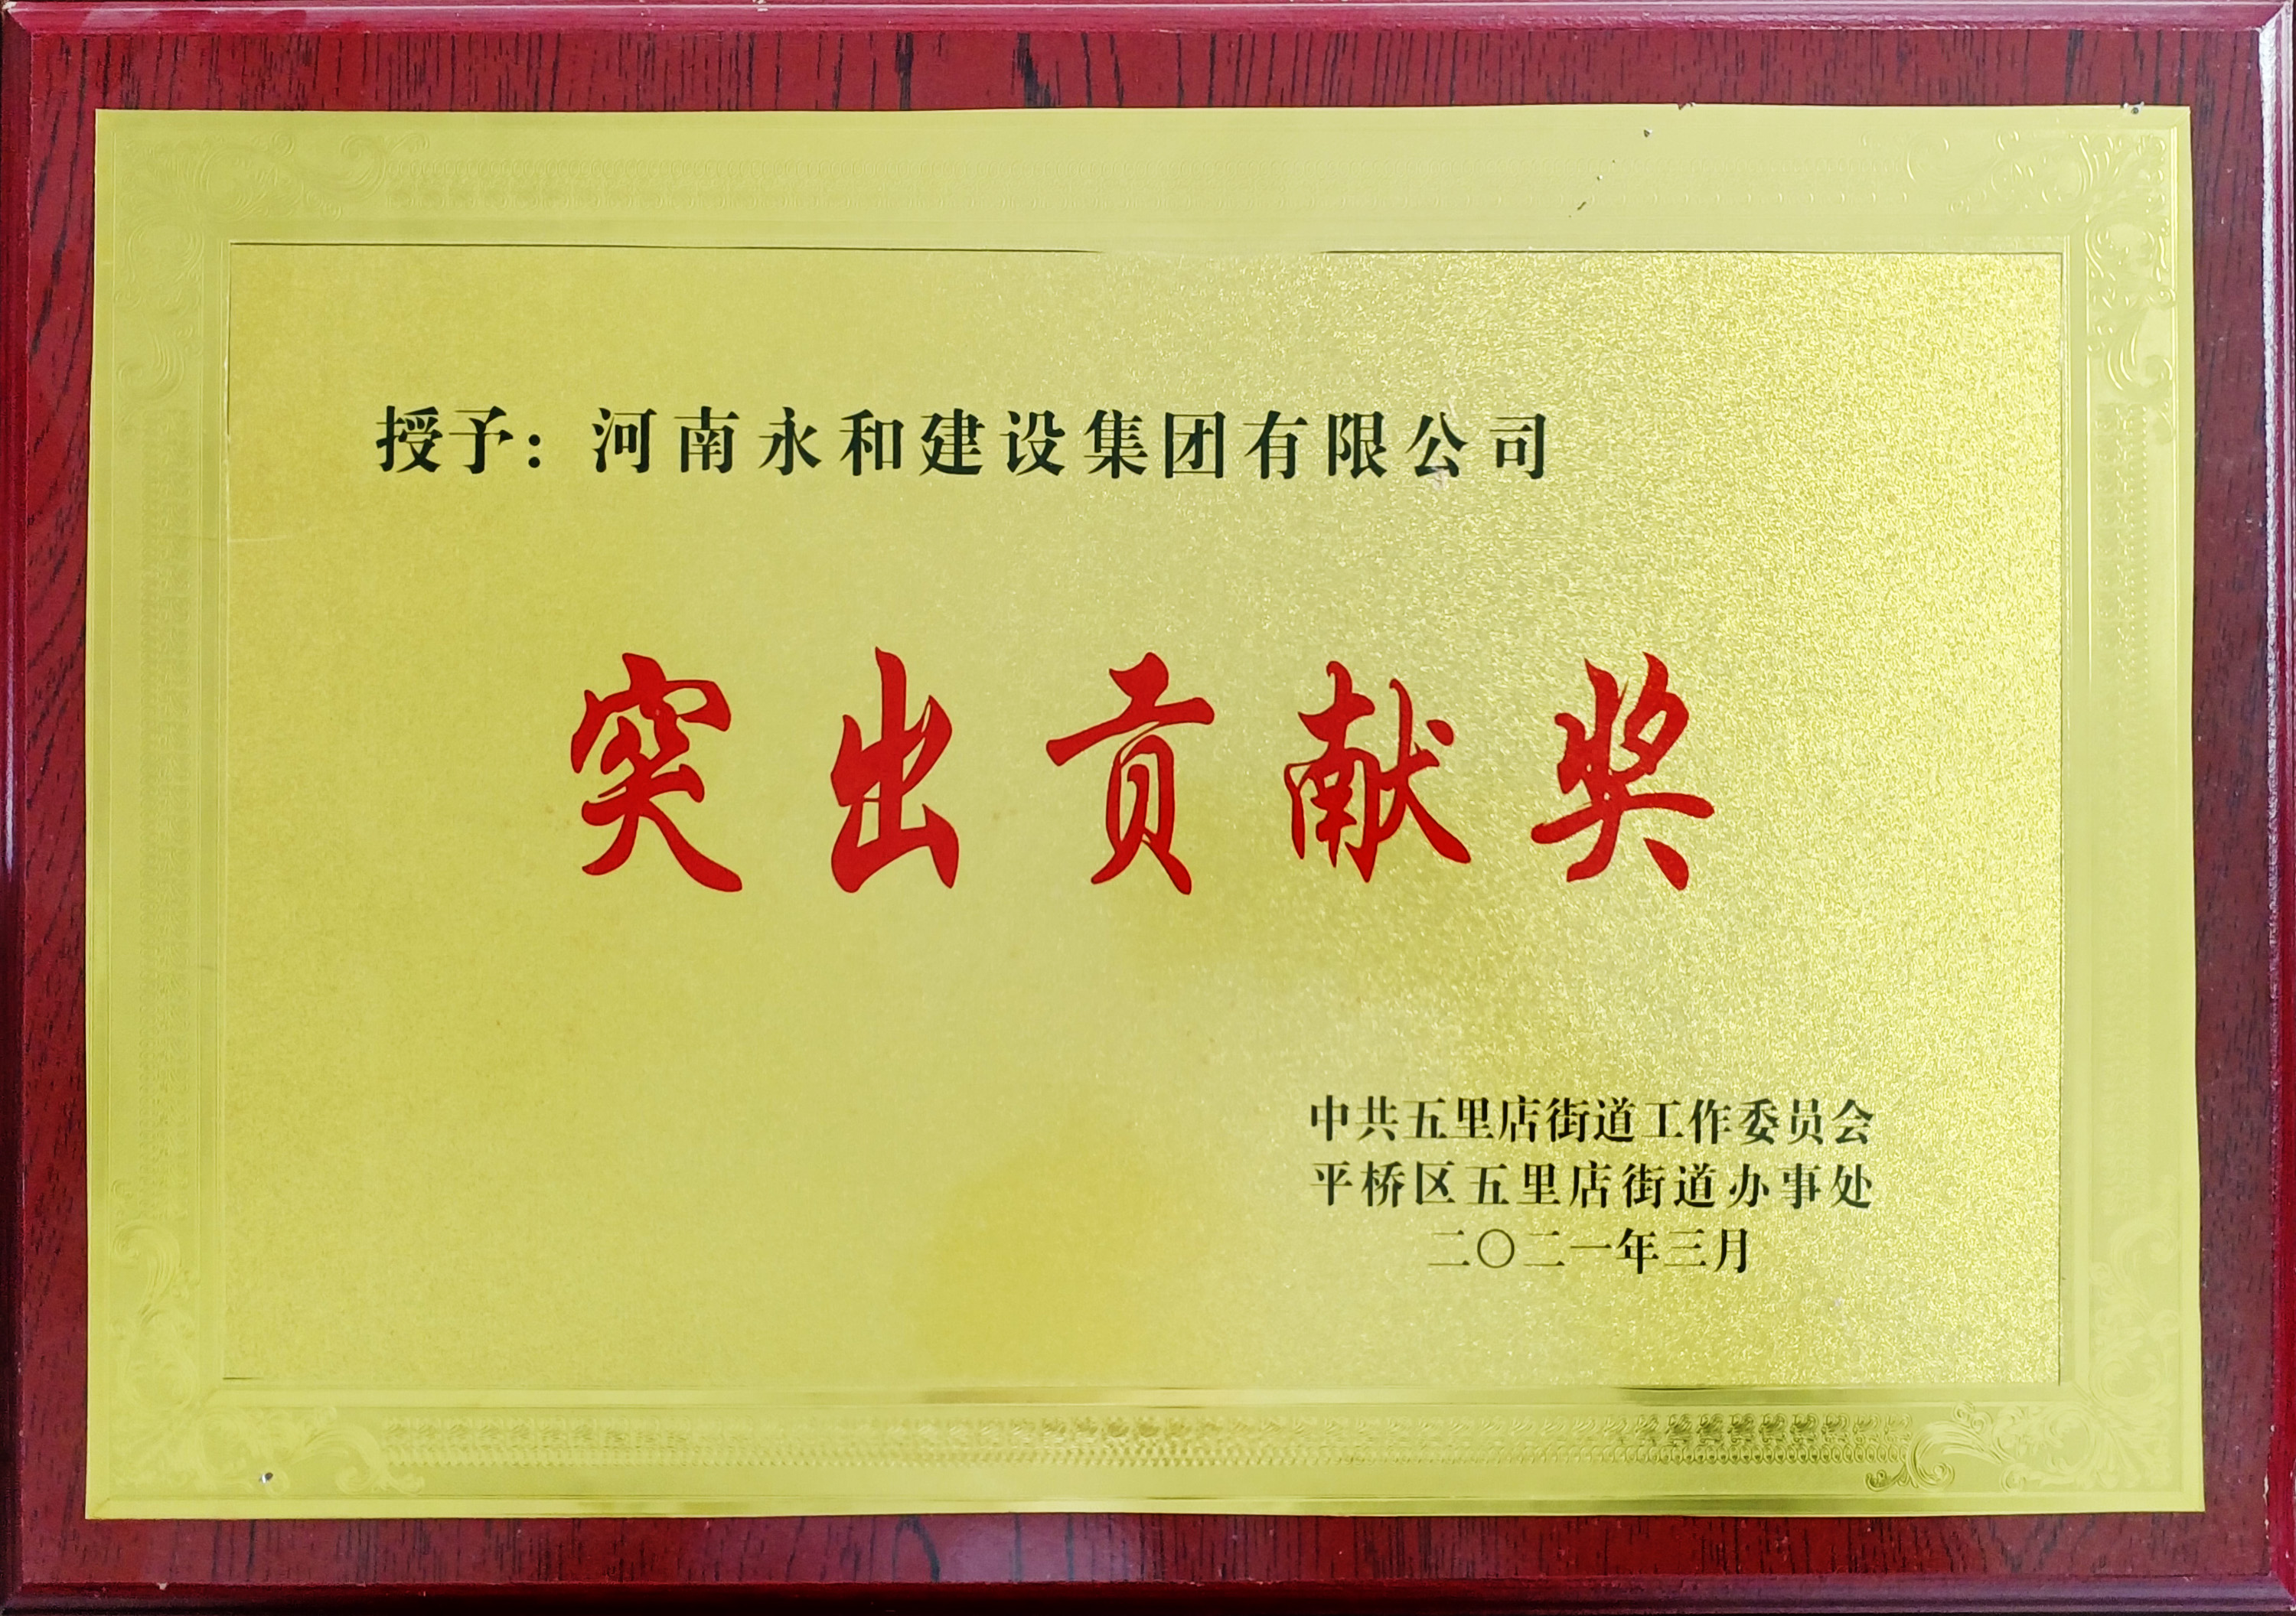 授予：河南永和建设集团有限公司
突出贡献奖
中共五里店街道工作委员会
平桥区五里店街道办事处
二〇二一年三月